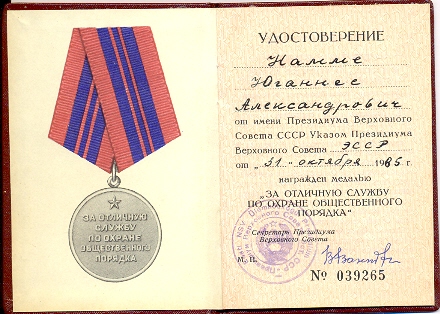 ЗА ОТЛИЧНУЮ
СЛУЖБУ
ПО ОХРАНЕ
ОБЩЕСТВЕННОГО
ПОРЯДКА
УДОСТОВЕРЕНИЕ
Намме
Юганнес
Александрович
от имени Президиума Верховного
Совета СССР Указом Президиума
Верховного Совета ЭССР
от „31" октября 1985 г.
награжден медалью
„ЗА ОТЛИЧНУЮ СЛУЖБУ
ПО ОХРАНЕ ОБЩЕСТВЕННОГО
ПОРЯДКА"
Секретарь Президиума
Верховного Совета
М. П.
№ 039265